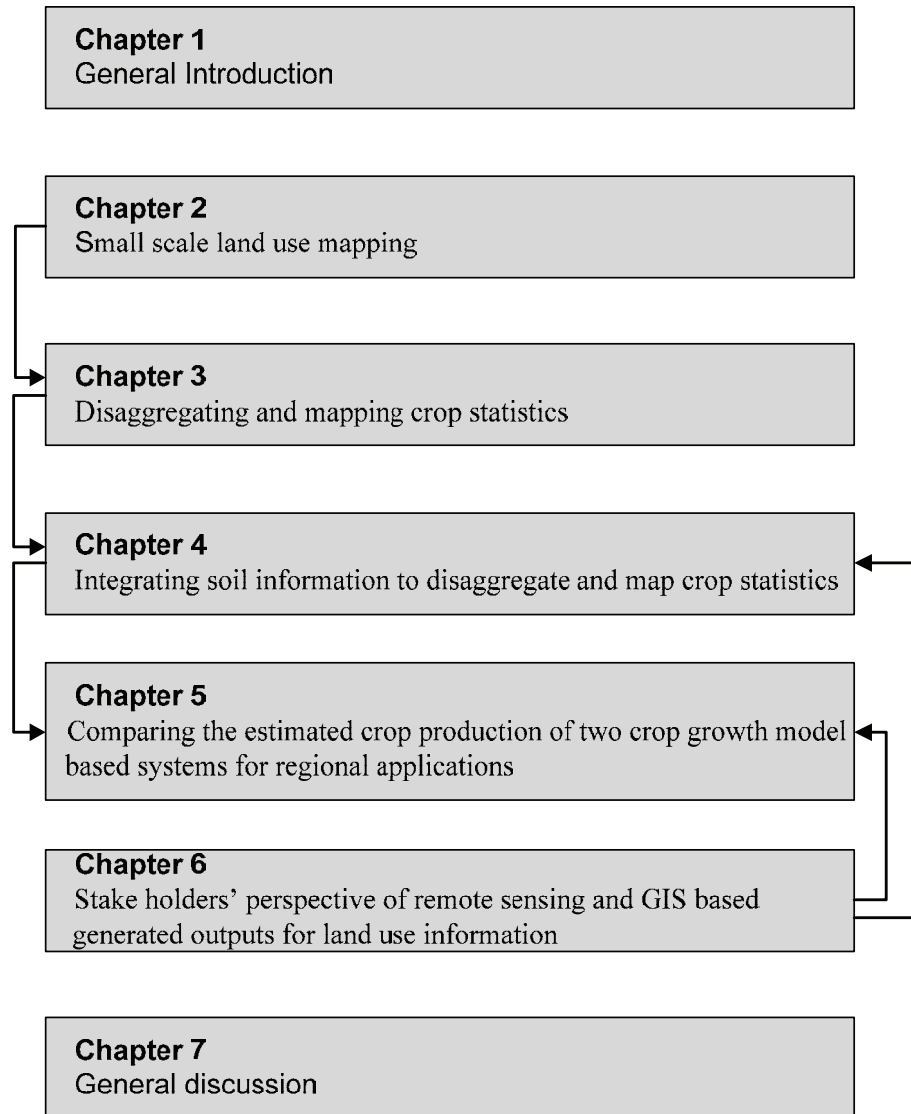 Chapter 1
General Introduction
Chapter 2
Small scale land use mapping
Chapter 3
Disaggregating and mapping crop statistics
Chapter 4
Integrating soil information to disaggregate and map crop statistics
Chapter 5
Comparing the estimated crop production of two crop growth model
based systems for regional applications
Chapter 6
Stake holders’ perspective of remote sensing and GIS based
generated outputs for land use information
Chapter 7
General discussion